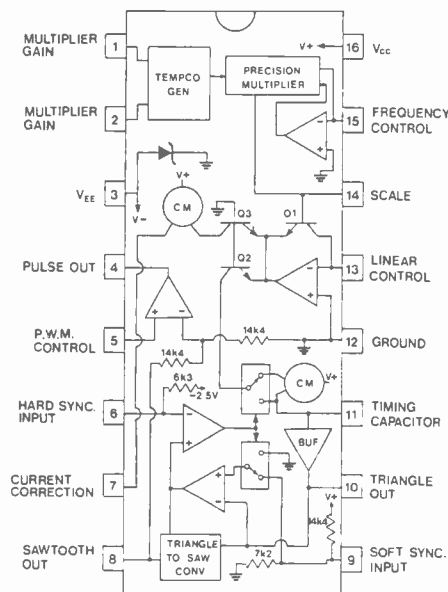 MULTIPLIER
GAIN
1
TEMPCO
GEN
PRECISION
MULTIPLIER
V+
16
VCC
MULTIPLIER
GAIN
2
-
+
15
FREQUENCY
CONTROL
VEE
3
V-
V+
CM
Q3
Q1
14
SCALE
PULSE OUT
4
Q2
-
+
13
LINEAR
CONTROL
P.W.M.
CONTROL
5
+
-
14k4
12
GROUND
14k4
6k3
-2.5V
CM
V+
HARD SYNC.
INPUT
6
-
+
11
TIMING
CAPACITOR
BUF
CURRENT
CORRECTION
7
+
-
10
TRIANGLE
OUT
V+
14k4
SAWTOOTH
OUT
8
TRIANGLE
TO SAW
CONV
7k2
9
SOFT SYNC.
INPUT